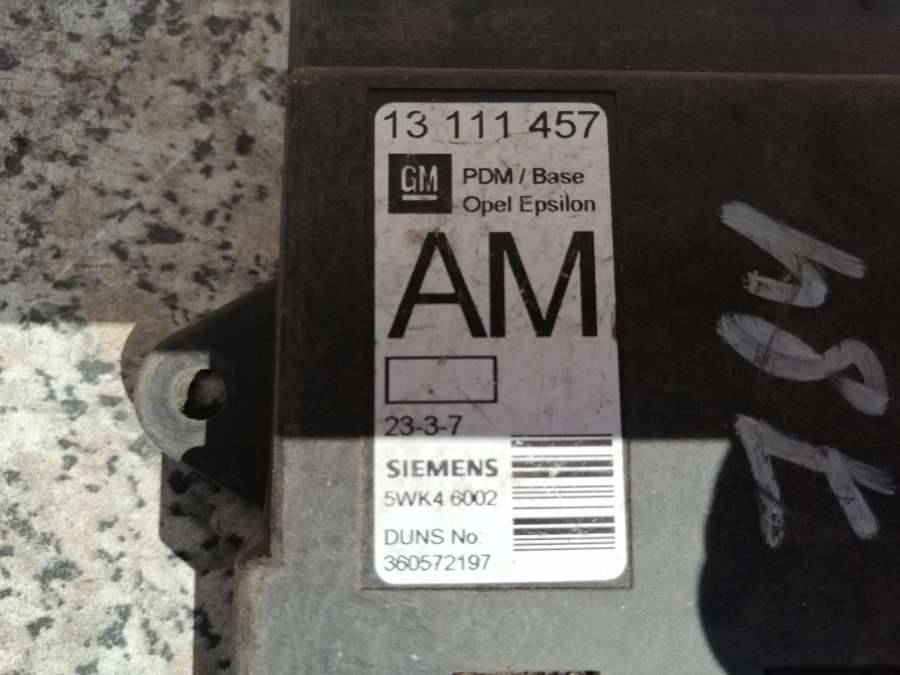 13 111 457
GM
PDM / Base
Opel Epsilon
AM
23-3-7
SIEMENS
5WK4 6002
DUNS No:
360572197